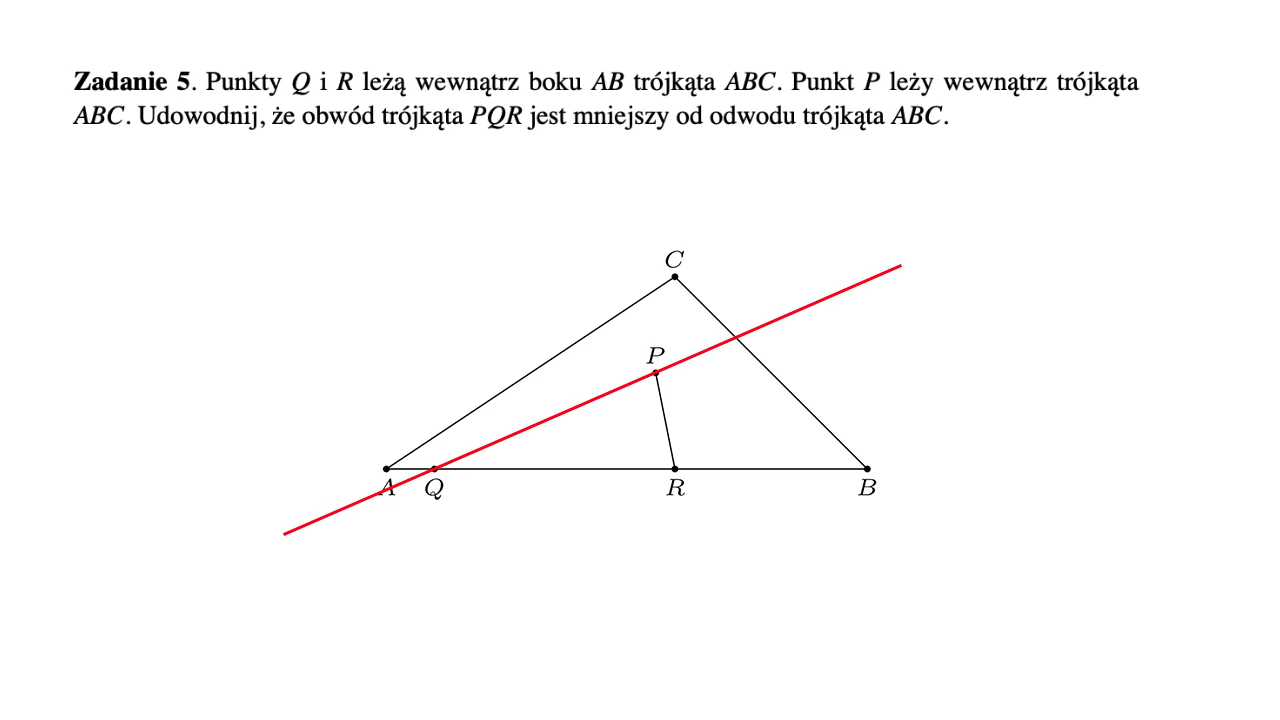 Zadanie 5. Punkty Q i R leżą wewnątrz boku AB trójkąta ABC. Punkt P leży wewnątrz trójkąta
ABC. Udowodnij, że obwód trójkąta PQR jest mniejszy od odwodu trójkąta ABC.
C
P
A Q R B